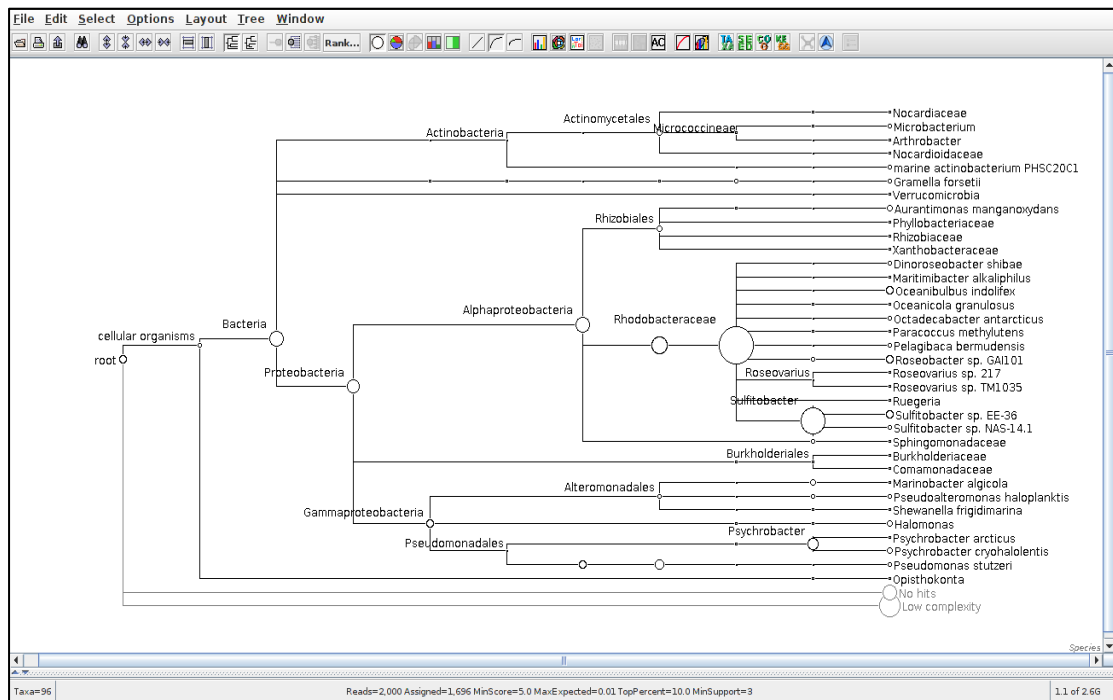 File Edit Select Options Layout Tree Window
Rank...
AC
Nocardiaceae
Actinomycetales
Microbacterium
Micrococcineae
Actinobacteria
Arthrobacter
Nocardioidaceae
marine actinobacterium PHSC20C1
Gramella forsetii
Verrucomicrobia
Aurantimonas manganoxydans
Rhizobiales
Phyllobacteriaceae
Rhizobiaceae
Xanthobacteraceae
Dinoroseobacter shibae
Maritimibacter alkaliphilus
Oceanibulbus indolifex
Oceanicola granulosus
Alphaproteobacteria
Octadecabacter antarcticus
Rhodobacteraceae
Bacteria
Paracoccus methylutens
cellular organisms
Pelagibaca bermudensis
root
Roseobacter sp. GAI101
Proteobacteria
Roseovarius
Roseovarius sp. 217
Roseovarius sp. TM1035
Sulfitobacter
Ruegeria
Sulfitobacter sp. EE-36
Sulfitobacter sp. NAS-14.1
Sphingomonadaceae
Burkholderiales
Burkholderiaceae
Comamonadaceae
Marinobacter algicola
Alteromonadales
Pseudoalteromonas haloplanktis
Shewanella frigidimarina
Gammaproteobacteria
Halomonas
Psychrobacter
Psychrobacter arcticus
Pseudomonadales
Psychrobacter cryohalolentis
Pseudomonas stutzeri
Opisthokonta
No hits
Low complexity
Species
Taxa=96
Reads=2,000 Assigned=1,696 MinScore=5.0 MaxExpected=0.01 TopPercent=10.0 MinSupport=3